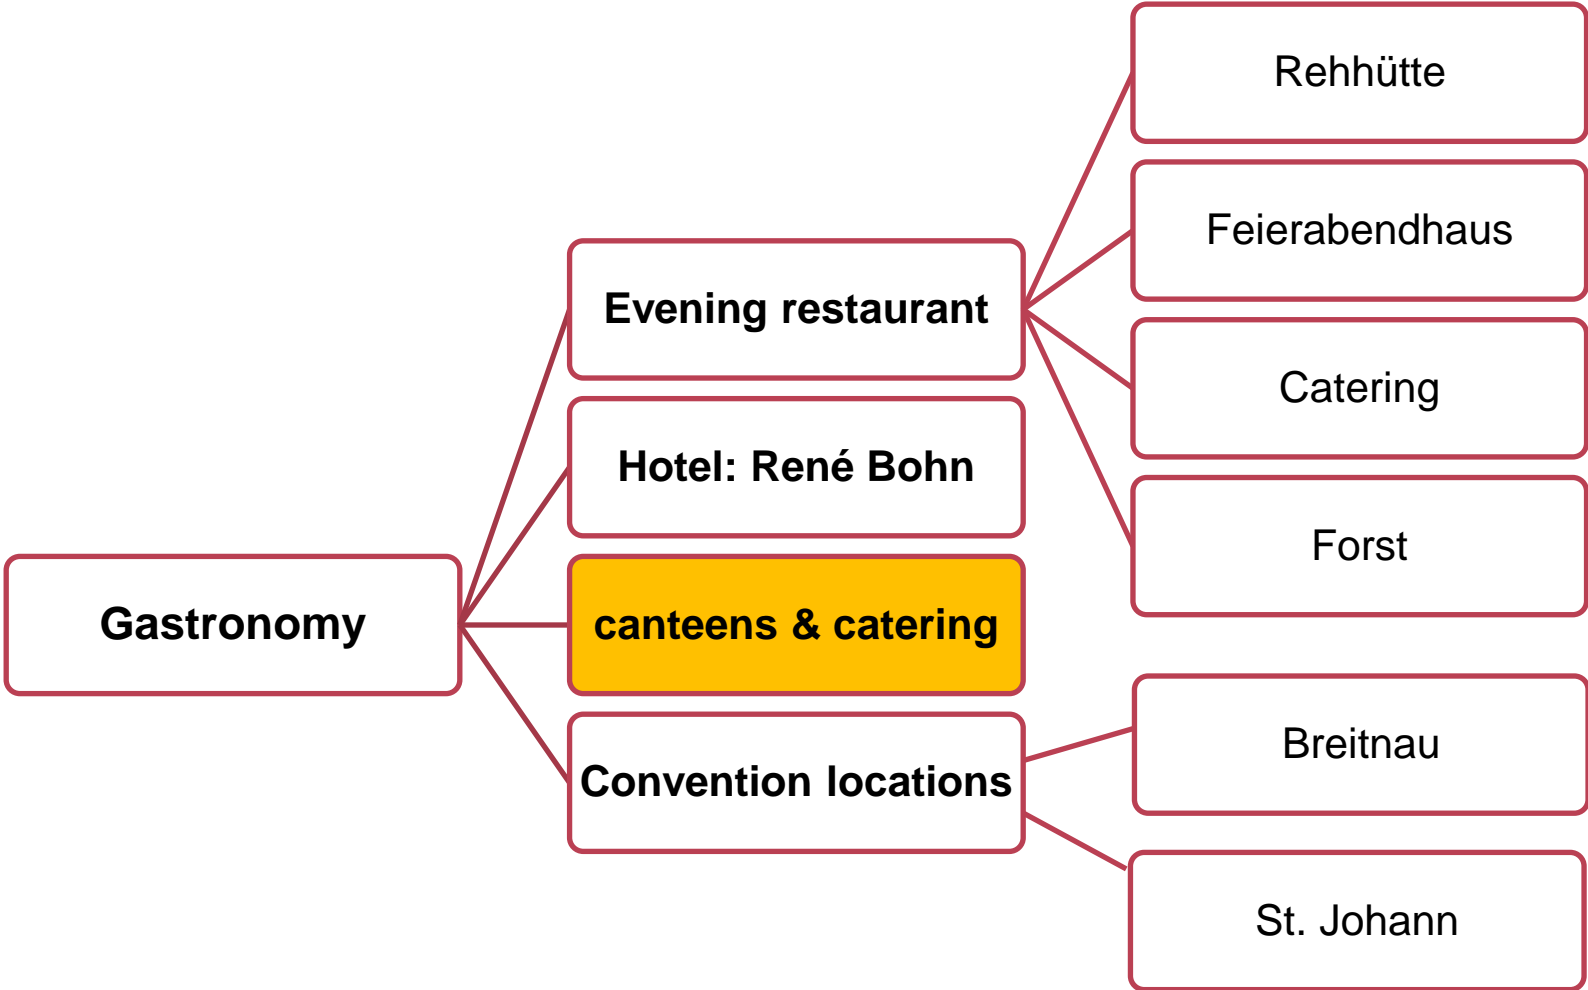 Gastronomy
Evening restaurant
Hotel: René Bohn
canteens & catering
Convention locations
Rehhütte
Feierabendhaus
Catering
Forst
Breitnau
St. Johann